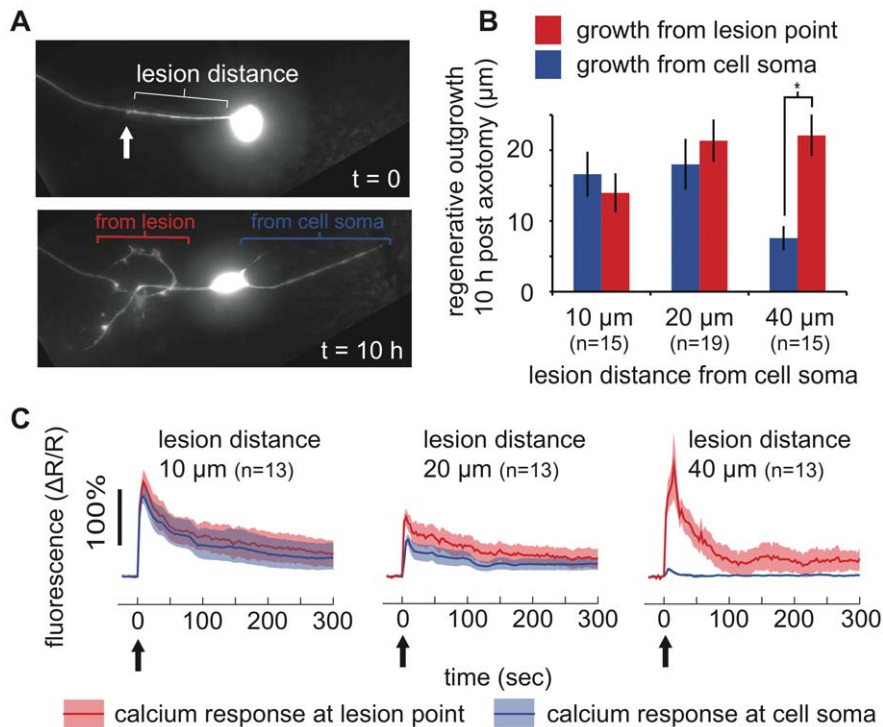 A
lesion distance
t = 0
from lesion
from cell soma
t = 10 h
B
growth from lesion point
growth from cell soma
regenerative outgrowth
10 h post axotomy (µm)
20
10
0
*
10 µm
(n=15)
20 µm
(n=19)
40 µm
(n=15)
lesion distance from cell soma
C
fluorescence (ΔR/R)
100%
lesion distance
10 µm (n=13)
lesion distance
20 µm (n=13)
lesion distance
40 µm (n=13)
0 100 200 300
0 100 200 300
0 100 200 300
time (sec)
calcium response at lesion point
calcium response at cell soma